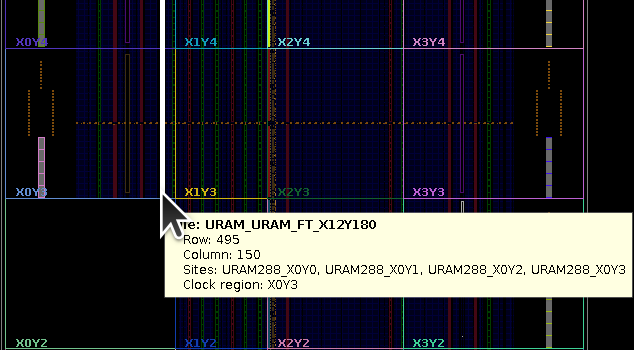 X0Y4 X1Y4 X2Y4 X3Y4
X0Y3 X1Y3 X2Y3 X3Y3
URAM_URAM_FT_X12Y180
Row: 495
Column: 150
Sites: URAM288_X0Y0, URAM288_X0Y1, URAM288_X0Y2, URAM288_X0Y3
Clock region: X0Y3
X0Y2 X1Y2 X2Y2 X3Y2